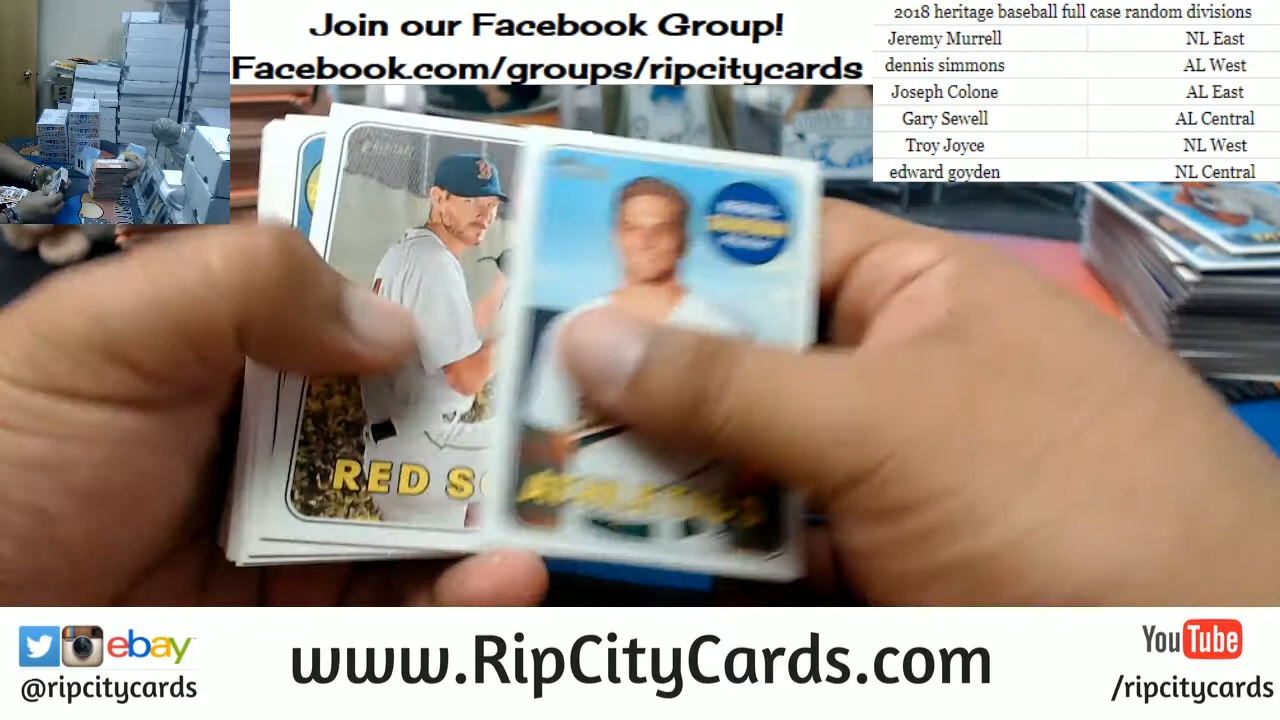 Join our Facebook Group!
Facebook.com/groups/ripcitycards
2018 heritage baseball full case random divisions
Jeremy Murrell NL East
dennis simmons AL West
Joseph Colone AL East
Gary Sewell AL Central
Troy Joyce NL West
edward goyden NL Central
B
RED S
ATHLETICS
ebay
@ripcitycards
www.RipCityCards.com
YouTube
/ripcitycards